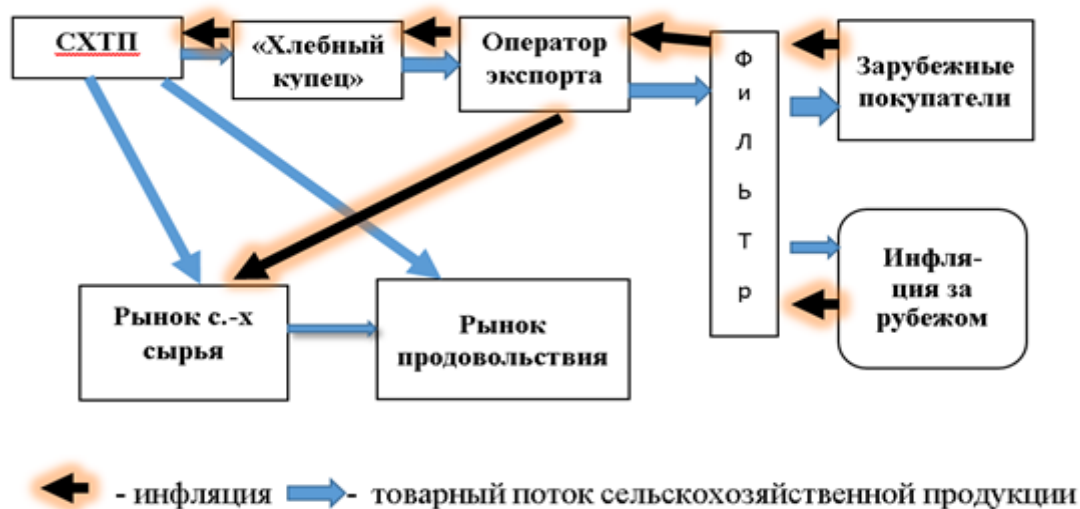 СХТП
«Хлебный
купец»
Оператор
экспорта
Ф
и
Л
Ь
Т
р
Зарубежные
покупатели
Инфля-
ция за
рубежом
Рынок с.-х
сырья
Рынок
продовольствия
- инфляция
- товарный поток сельскохозяйственной продукции